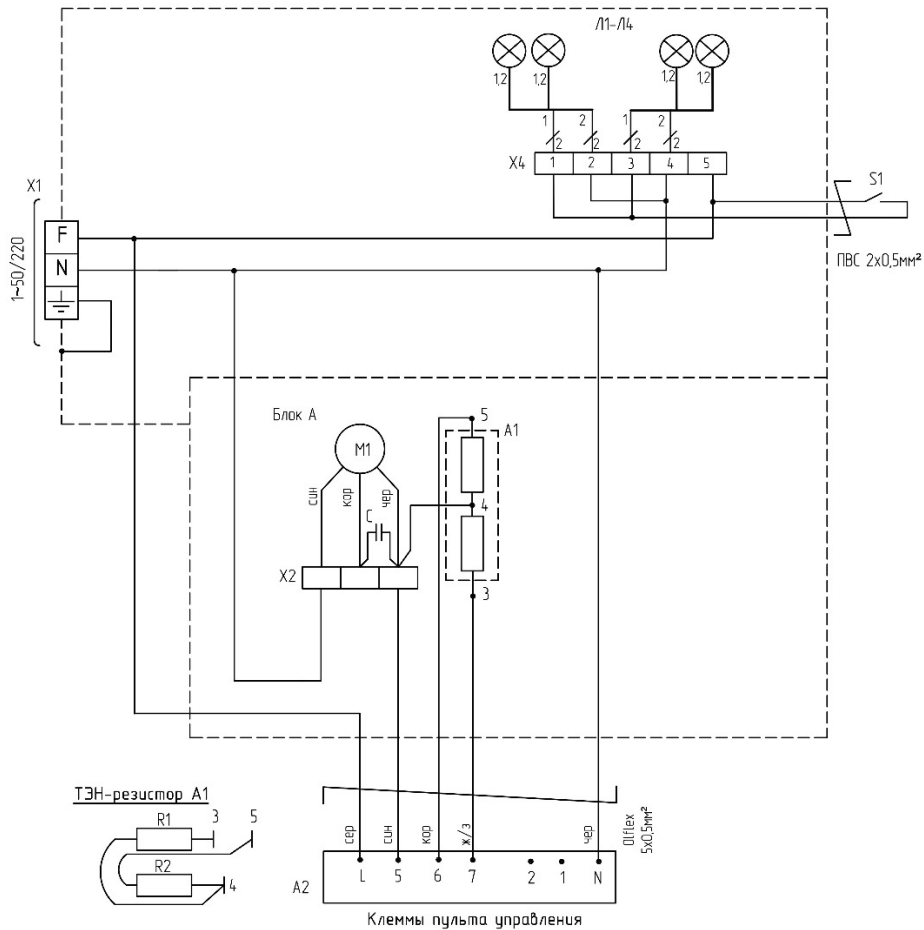 Л1-Л4
1,2 1,2 1,2 1,2
1 2 1 2
2 2 2 2
X4 1 2 3 4 5
X1
S1
F
N
1~50/220
ПВС 2х0,5мм²
Блок А
M1
5
A1
син
кор
чер
C
4
X2
3
ТЭН-резистор А1
R1 3 5
R2 4
сер
син
кор
ж/з
чер
Olflex
5х0,5мм²
A2
L 5 6 7 2 1 N
Клеммы пульта управления